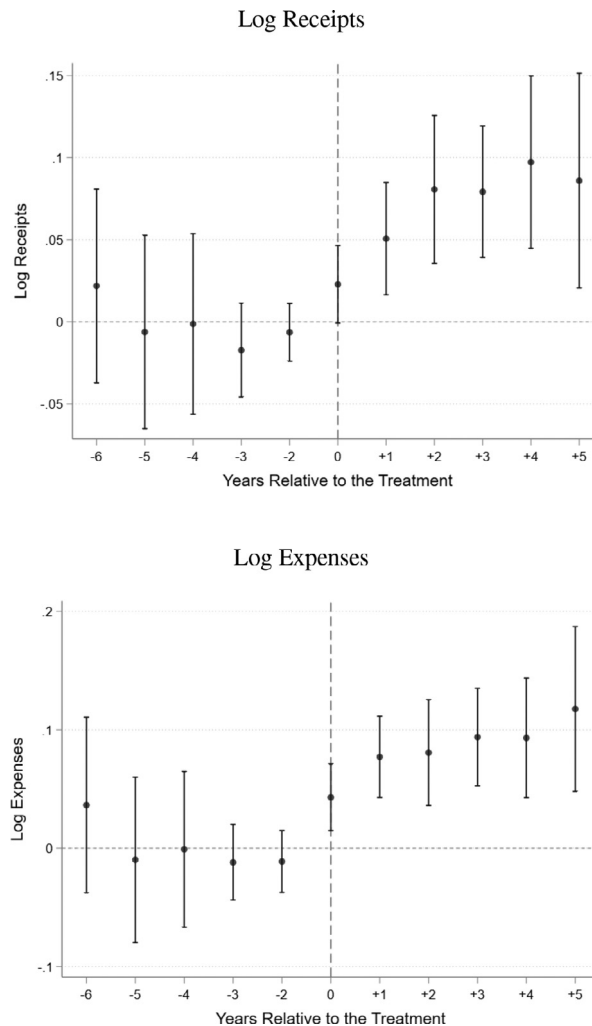 Log Receipts
.15
.1
.05
0
-.05
Log Receipts
-6 -5 -4 -3 -2 0 +1 +2 +3 +4 +5
Years Relative to the Treatment
Log Expenses
.2
.1
0
-.1
Log Expenses
-6 -5 -4 -3 -2 0 +1 +2 +3 +4 +5
Years Relative to the Treatment